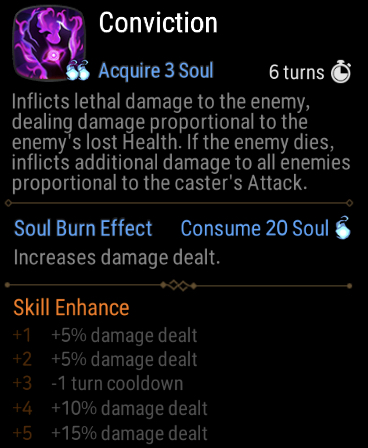 Conviction
Acquire 3 Soul 6 turns
Inflicts lethal damage to the enemy,
dealing damage proportional to the
enemy's lost Health. If the enemy dies,
inflicts additional damage to all enemies
proportional to the caster's Attack.
Soul Burn Effect Consume 20 Soul
Increases damage dealt.
Skill Enhance
+1 +5% damage dealt
+2 +5% damage dealt
+3 -1 turn cooldown
+4 +10% damage dealt
+5 +15% damage dealt